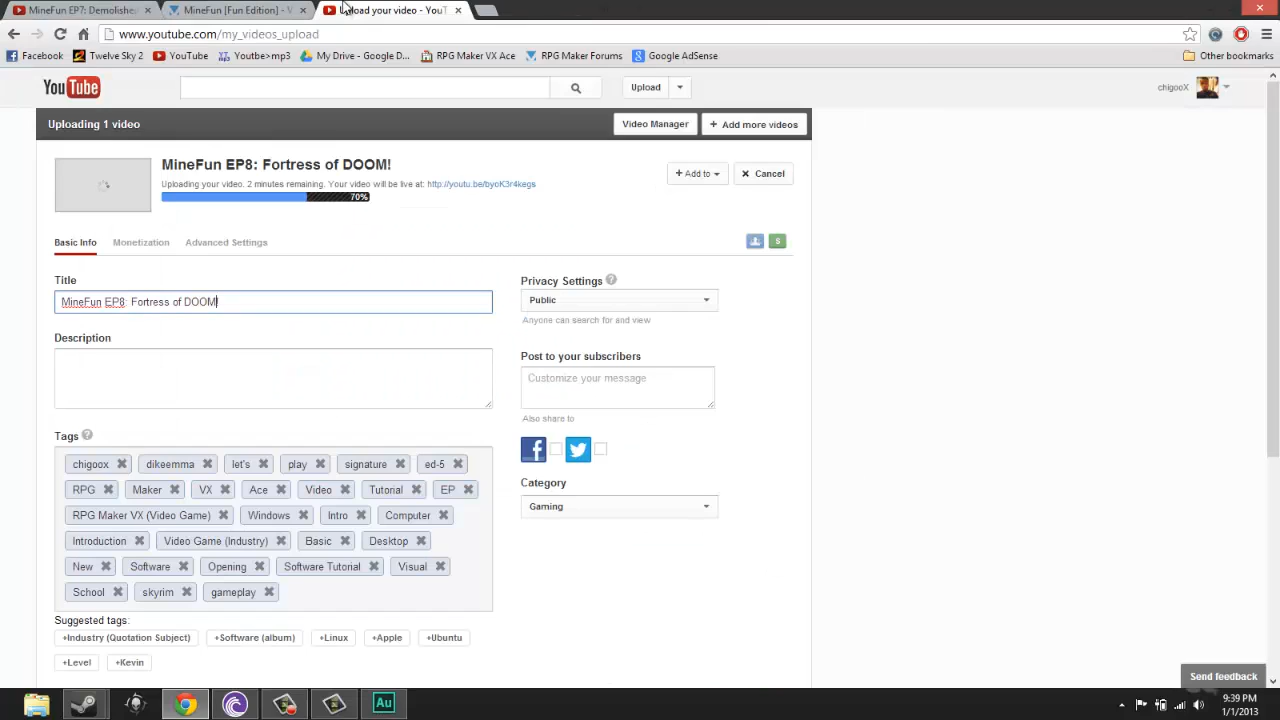 MineFun EP7: Demolishe
MineFun [Fun Edition] - V
Upload your video - YouT
www.youtube.com/my_videos_upload
Facebook Twelve Sky 2 YouTube Youtbe>mp3 My Drive - Google D... RPG Maker VX Ace RPG Maker Forums Google AdSense Other bookmarks
YouTube Upload chigooX
Uploading 1 video Video Manager + Add more videos
MineFun EP8: Fortress of DOOM!
+ Add to Cancel
Uploading your video. 2 minutes remaining. Your video will be live at: http://youtu.be/byoK3r4kegs
70%
Basic Info Monetization Advanced Settings S
Title
MineFun EP8: Fortress of DOOM!
Description
Tags ?
chigoox dikeemma let's play signature ed-5
RPG Maker VX Ace Video Tutorial EP
RPG Maker VX (Video Game) Windows Intro Computer
Introduction Video Game (Industry) Basic Desktop
New Software Opening Software Tutorial Visual
School skyrim gameplay
Suggested tags:
+Industry (Quotation Subject) +Software (album) +Linux +Apple +Ubuntu
+Level +Kevin
Privacy Settings ?
Public
Anyone can search for and view
Post to your subscribers
Customize your message
Also share to
Category
Gaming
Send feedback
Au
9:39 PM
1/1/2013